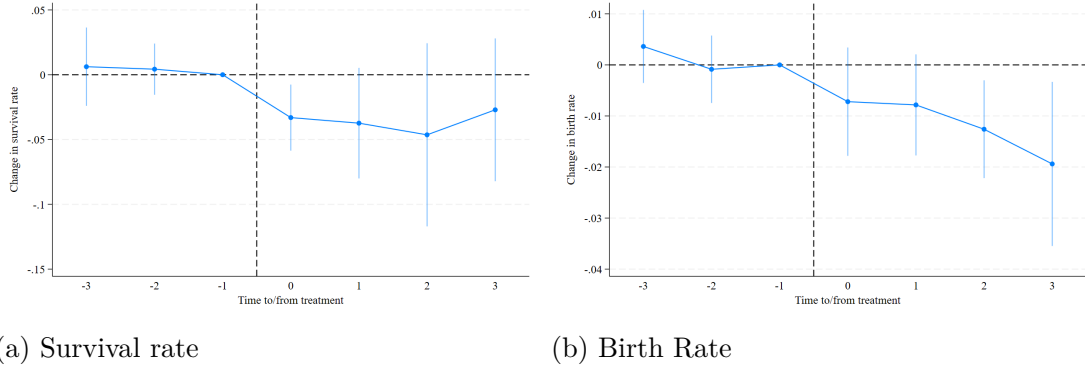 .05
0
-.05
-.1
-.15
Change in survival rate
-3 -2 -1 0 1 2 3
Time to/from treatment
(a) Survival rate
.01
0
-.01
-.02
-.03
-.04
Change in birth rate
-3 -2 -1 0 1 2 3
Time to/from treatment
(b) Birth Rate